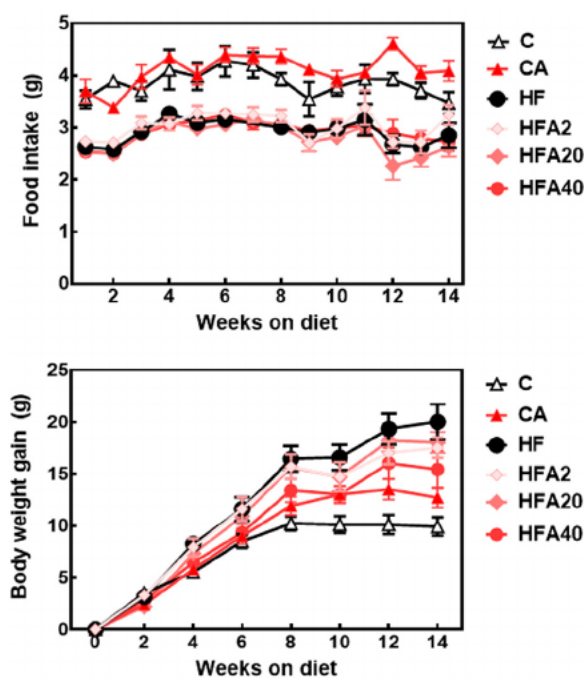 5
4
3
2
1
0
Food intake (g)
2 4 6 8 10 12 14
Weeks on diet
C
CA
HF
HFA2
HFA20
HFA40
25
20
15
10
5
0
Body weight gain (g)
0 2 4 6 8 10 12 14
Weeks on diet
C
CA
HF
HFA2
HFA20
HFA40